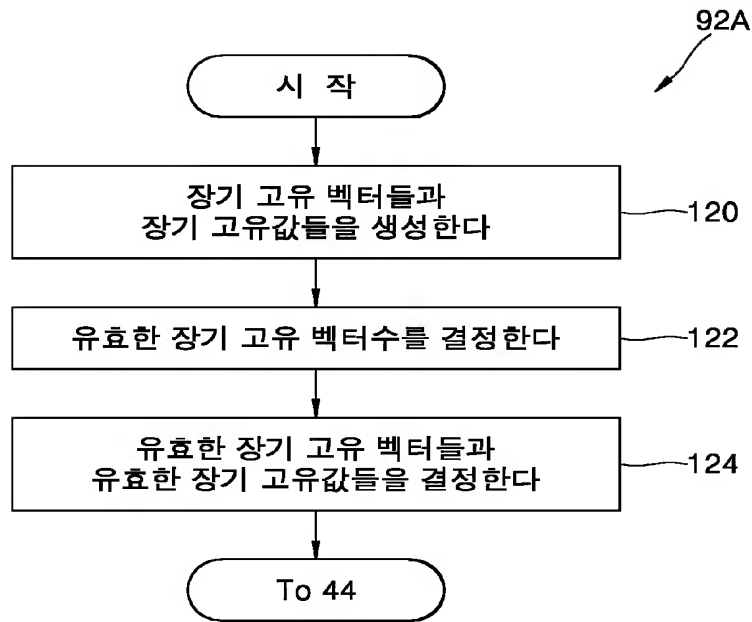 92A
시 작
장기 고유 벡터들과
장기 고유값들을 생성한다
120
유효한 장기 고유 벡터수를 결정한다
122
유효한 장기 고유 벡터들과
유효한 장기 고유값들을 결정한다
124
To 44